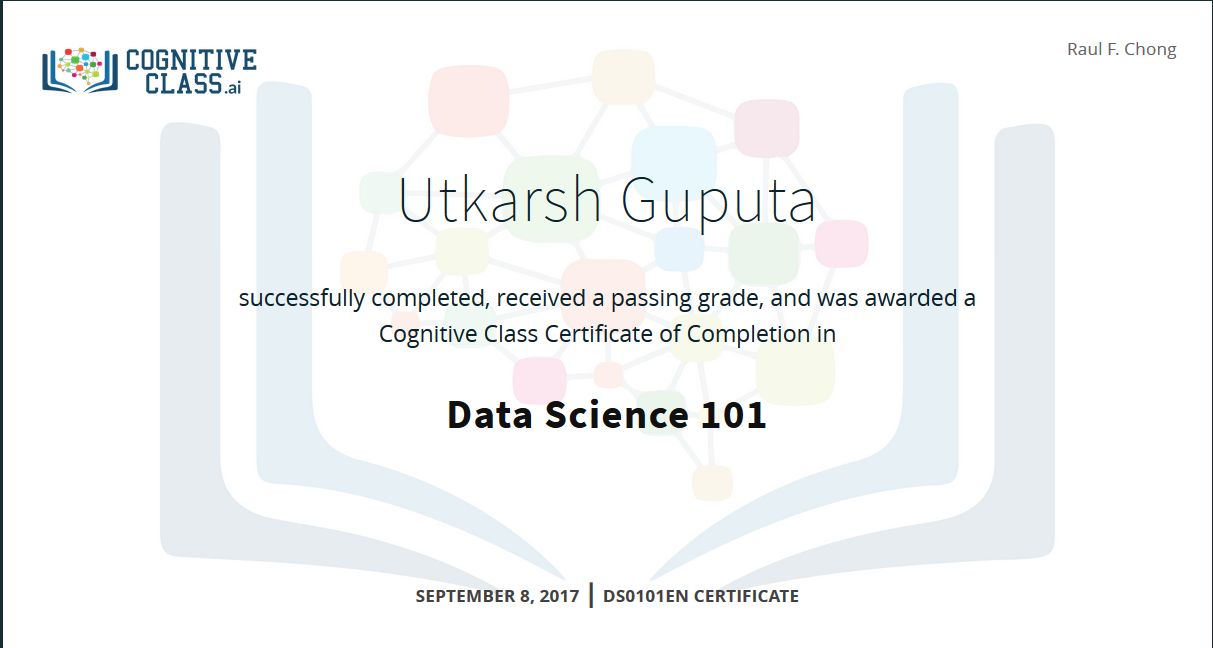 COGNITIVE
CLASS.ai
Raul F. Chong
Utkarsh Guputa
successfully completed, received a passing grade, and was awarded a
Cognitive Class Certificate of Completion in
Data Science 101
SEPTEMBER 8, 2017 | DS0101EN CERTIFICATE